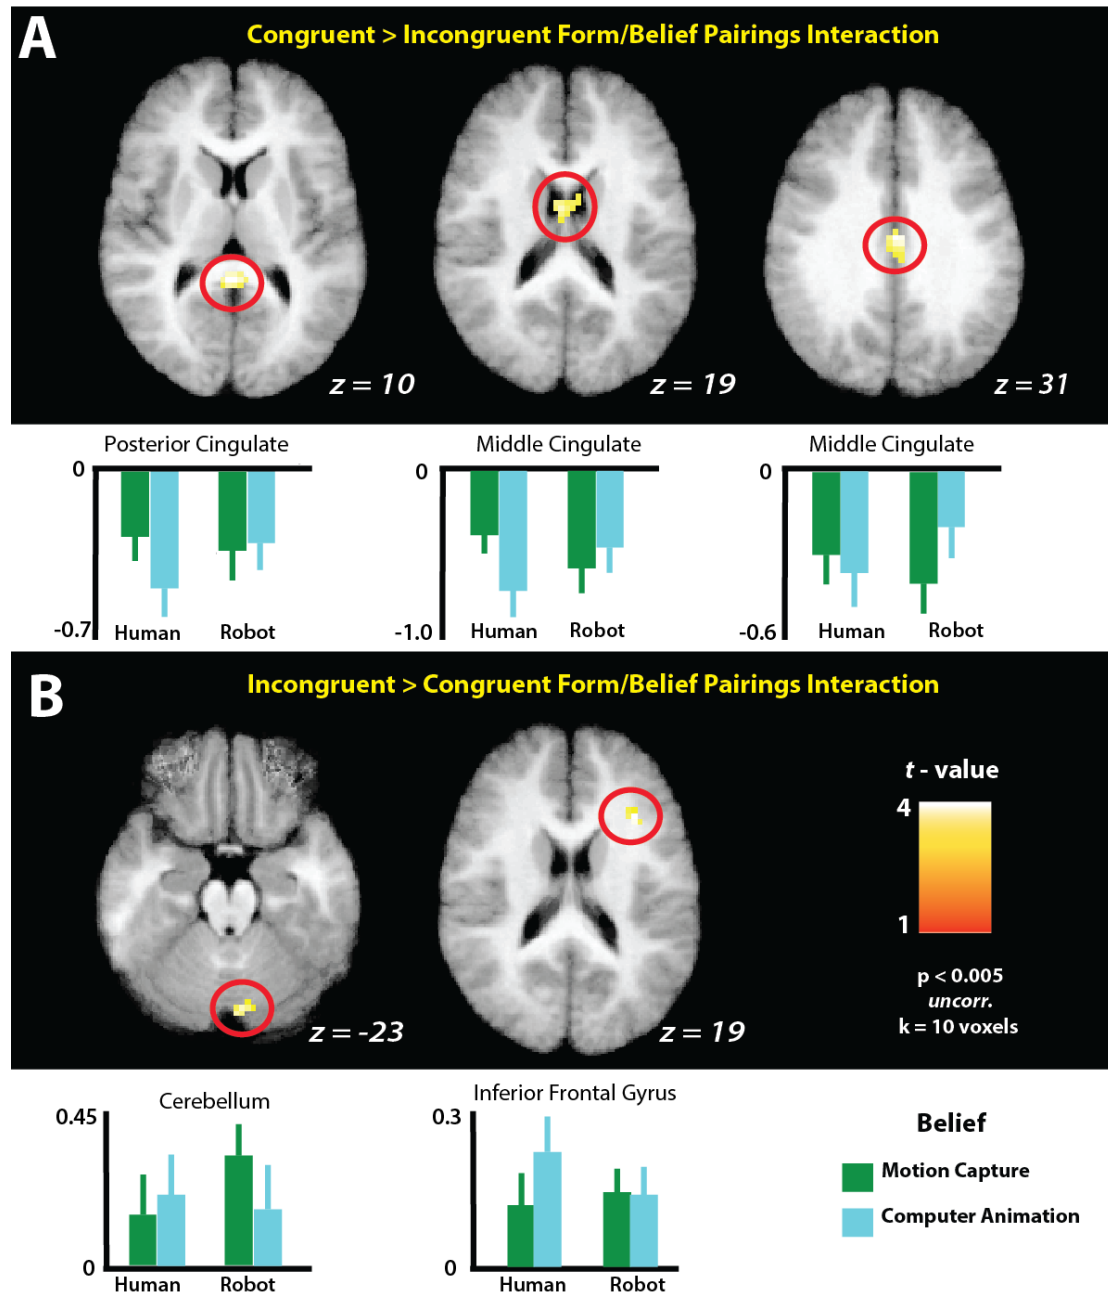 A
Congruent > Incongruent Form/Belief Pairings Interaction
z = 10
z = 19
z = 31
Posterior Cingulate
0
-0.7
Human
Robot
Middle Cingulate
0
-1.0
Human
Robot
Middle Cingulate
0
-0.6
Human
Robot
B
Incongruent > Congruent Form/Belief Pairings Interaction
z = -23
z = 19
t - value
4
1
p < 0.005
uncorr.
k = 10 voxels
Cerebellum
0.45
0
Human
Robot
Inferior Frontal Gyrus
0.3
0
Human
Robot
Belief
Motion Capture
Computer Animation